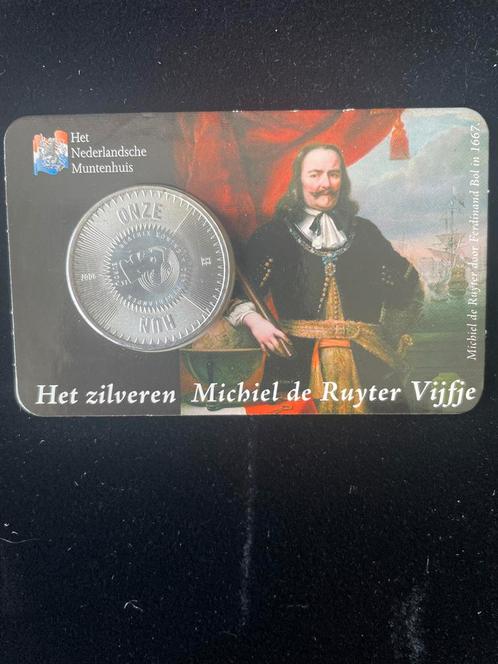 Het
Nederlandsche
Muntenhuis
ONZE
2006
HUN
Het zilveren Michiel de Ruyter Vijfje
Michiel de Ruyter door Ferdinand Bol in 1667.